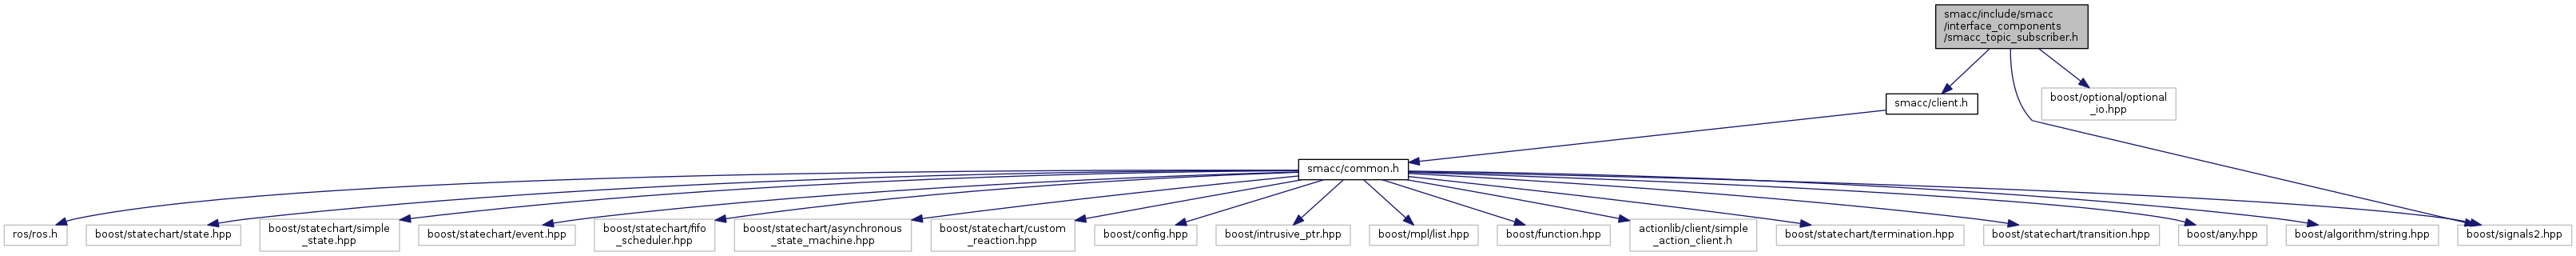 smacc/include/smacc
/interface_components
/smacc_topic_subscriber.h
boost/optional/optional
_io.hpp
smacc/client.h
smacc/common.h
ros/ros.h
boost/statechart/state.hpp
boost/statechart/simple
_state.hpp
boost/statechart/event.hpp
boost/statechart/fifo
_scheduler.hpp
boost/statechart/asynchronous
_state_machine.hpp
boost/statechart/custom
_reaction.hpp
boost/config.hpp
boost/intrusive_ptr.hpp
boost/mpl/list.hpp
boost/function.hpp
actionlib/client/simple
_action_client.h
boost/statechart/termination.hpp
boost/statechart/transition.hpp
boost/any.hpp
boost/algorithm/string.hpp
boost/signals2.hpp